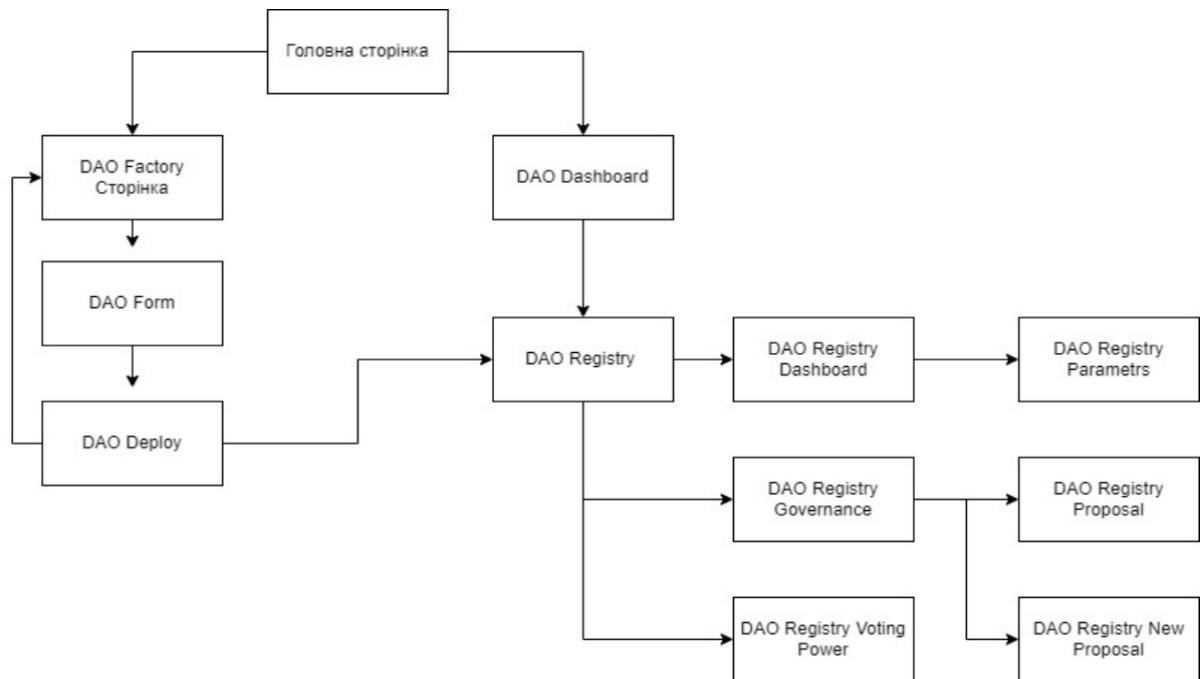 Головна сторінка
DAO Factory
Сторінка
DAO Dashboard
DAO Form
DAO Registry
DAO Registry
Dashboard
DAO Registry
Parametrs
DAO Deploy
DAO Registry
Governance
DAO Registry
Proposal
DAO Registry Voting
Power
DAO Registry New
Proposal